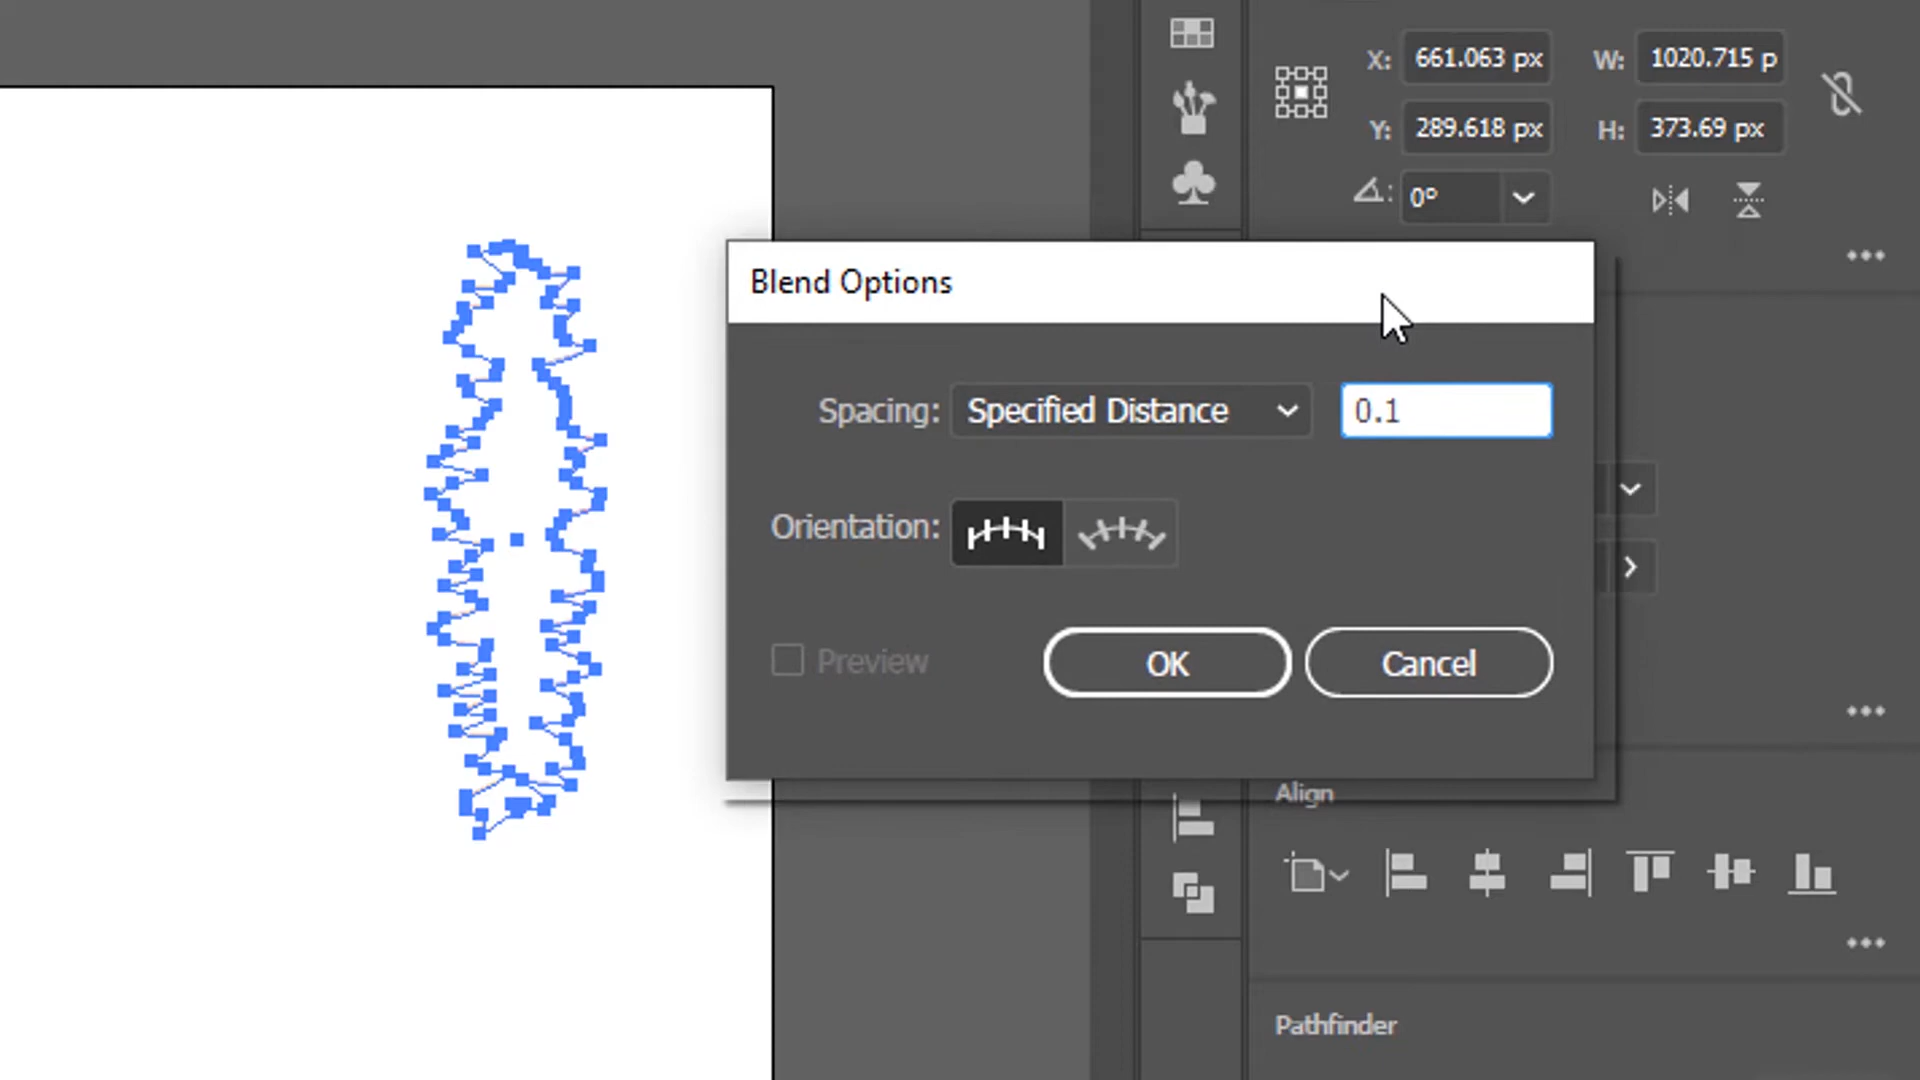 X: 661.063 px W: 1020.715 p
Y: 289.618 px H: 373.69 px
0°
Blend Options
Spacing: Specified Distance 0.1
Orientation:
Preview OK Cancel
Align
Pathfinder